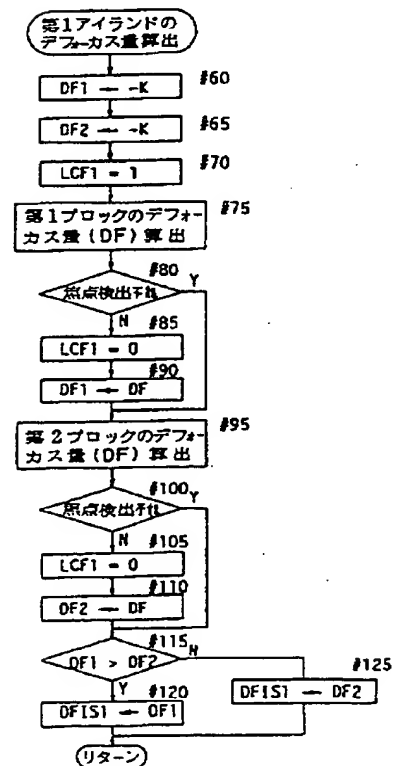 第1アイランドの
デフォーカス量算出
DF1 ← -K
#60
DF2 ← -K
#65
LCF1 = 1
#70
第1ブロックのデフォー
カス量(DF)算出
#75
#80
焦点検出不能
Y
N
#85
LCF1 = 0
#90
DF1 ← DF
第2ブロックのデフォー
カス量(DF)算出
#95
#100
焦点検出不能
Y
N
#105
LCF1 = 0
#110
DF2 ← DF
#115
DF1 > DF2
N
Y
#120
DFIS1 ← DF1
#125
DFIS1 ← DF2
リターン